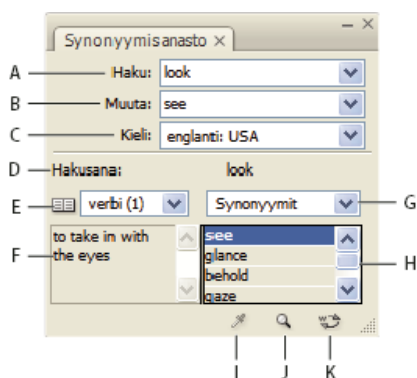 Synonyymisanasto
A Haku: look
B Muuta: see
C Kieli: englanti: USA
D Hakusana: look
E verbi (1) Synonyymit G
F to take in with the eyes
see
glance H
behold
gaze
I J K